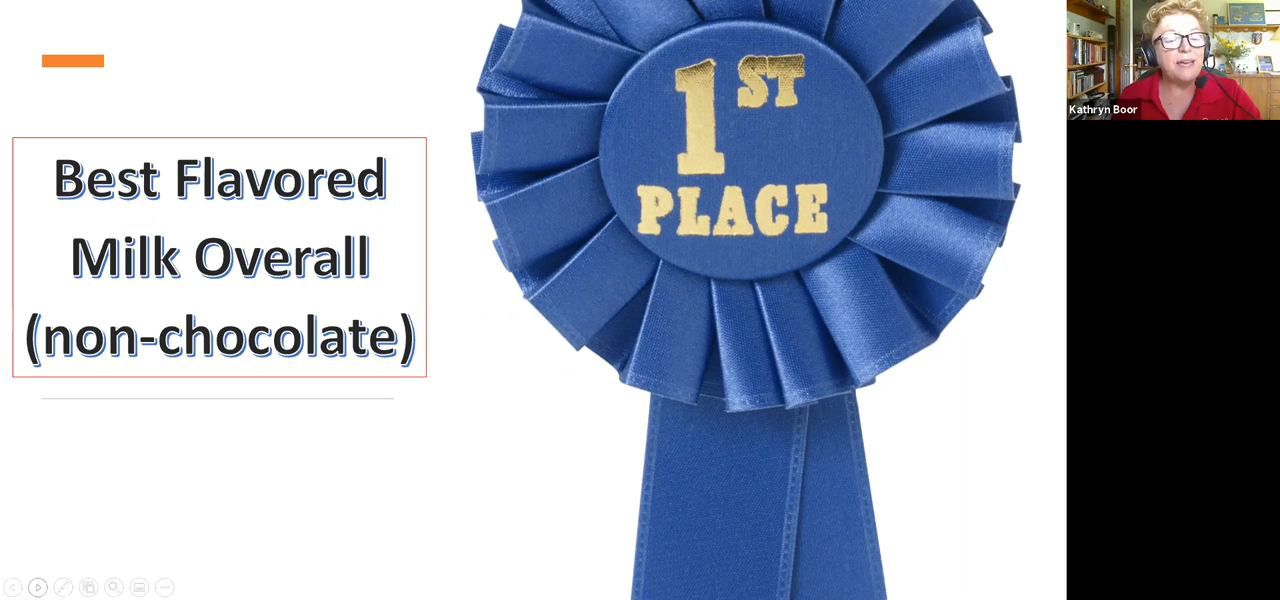 Best Flavored
Milk Overall
(non-chocolate)
1ST
PLACE
Kathryn Boor